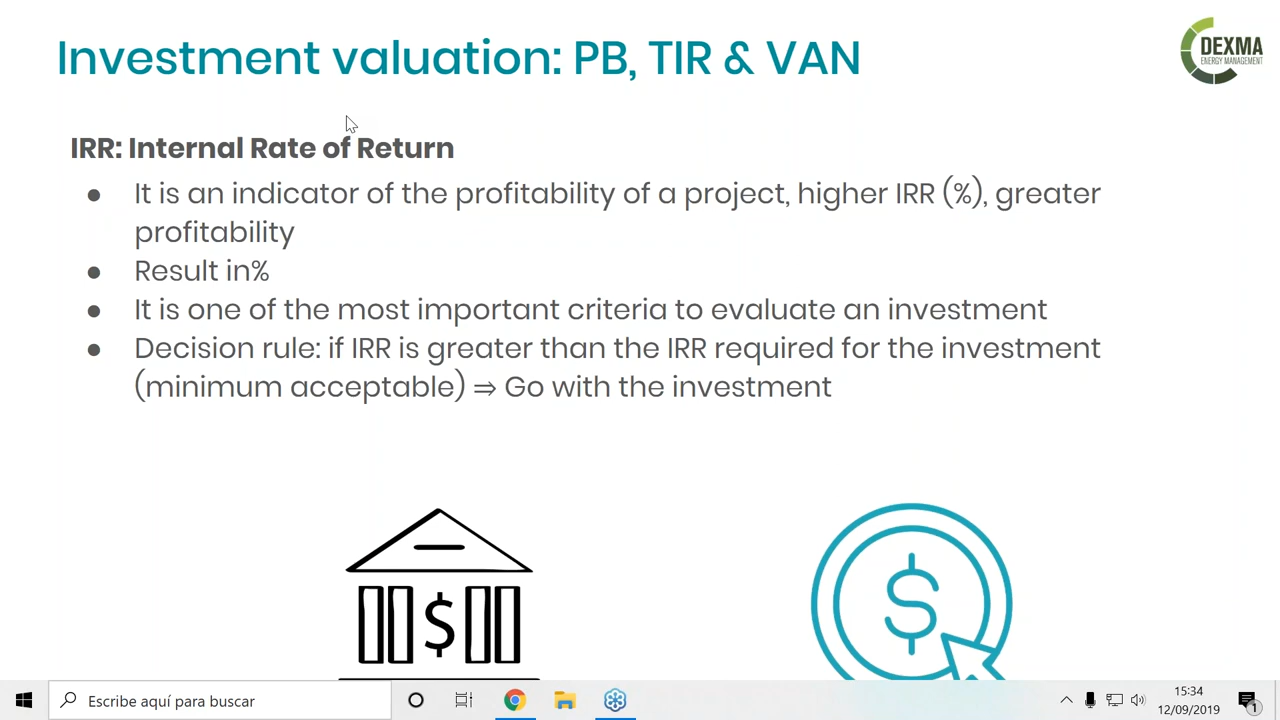 Investment valuation: PB, TIR & VAN
DEXMA
ENERGY MANAGEMENT
IRR: Internal Rate of Return
● It is an indicator of the profitability of a project, higher IRR (%), greater
profitability
● Result in%
● It is one of the most important criteria to evaluate an investment
● Decision rule: if IRR is greater than the IRR required for the investment
(minimum acceptable) ⇒ Go with the investment
$
$
Escribe aquí para buscar
15:34
12/09/2019
1